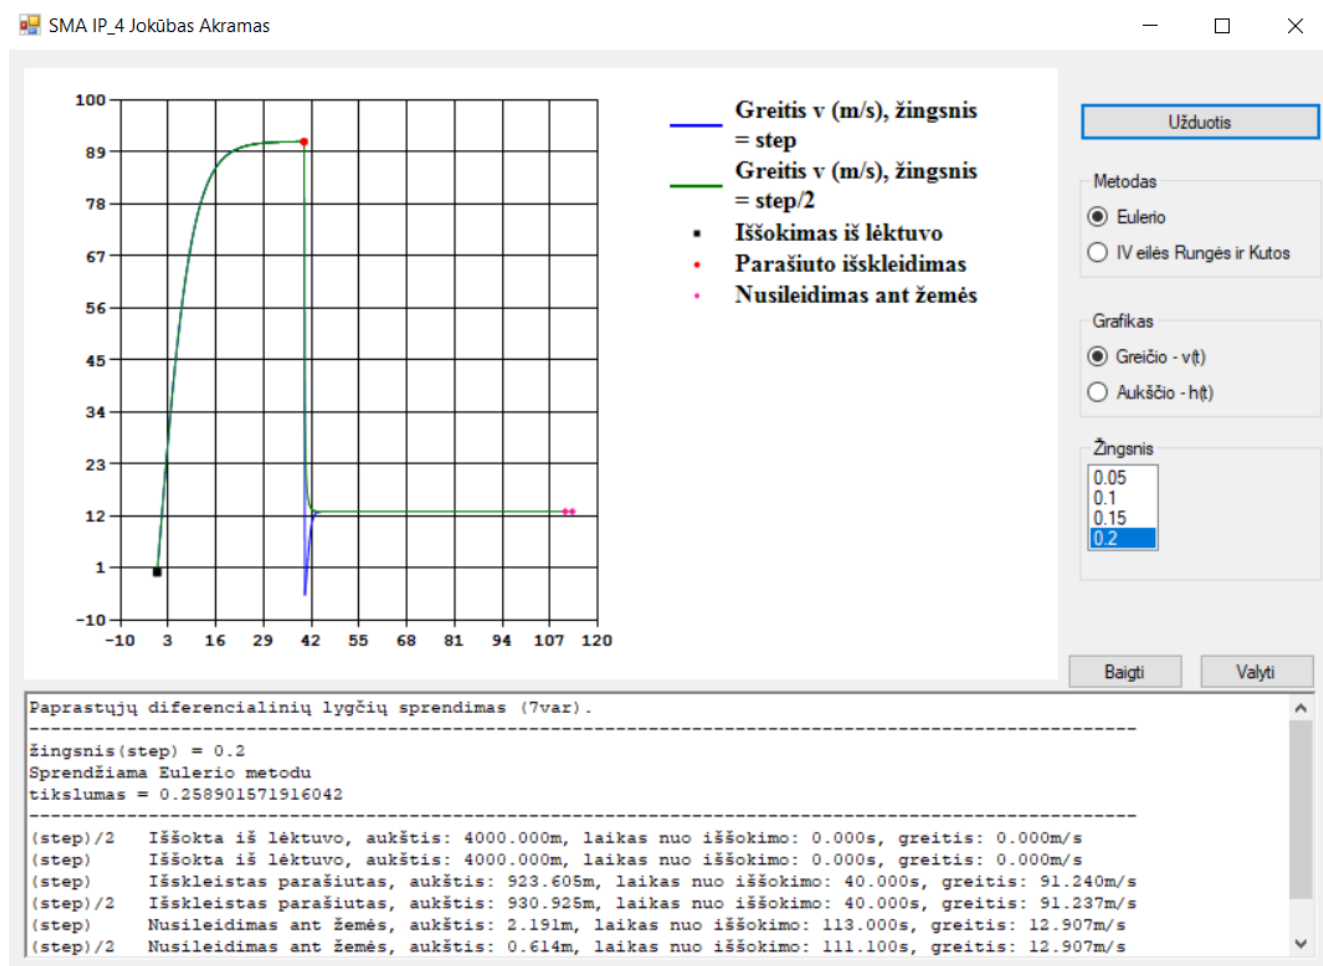 SMA IP_4 Jokūbas Akramas
100
89
78
67
56
45
34
23
12
1
-10
-10 3 16 29 42 55 68 81 94 107 120
Greitis v (m/s), žingsnis
= step
Greitis v (m/s), žingsnis
= step/2
Iššokimas iš lėktuvo
Parašiuto išskleidimas
Nusileidimas ant žemės
Užduotis
Metodas
Eulerio
IV eilės Rungės ir Kutos
Grafikas
Greičio - v(t)
Aukščio - h(t)
Žingsnis
0.05
0.1
0.15
0.2
Baigti Valyti
Paprastųjų diferencialinių lygčių sprendimas (7var).
žingsnis(step) = 0.2
Sprendžiama Eulerio metodu
tikslumas = 0.258901571916042
(step)/2 Iššokta iš lėktuvo, aukštis: 4000.000m, laikas nuo iššokimo: 0.000s, greitis: 0.000m/s
(step) Iššokta iš lėktuvo, aukštis: 4000.000m, laikas nuo iššokimo: 0.000s, greitis: 0.000m/s
(step) Išskleistas parašiutas, aukštis: 923.605m, laikas nuo iššokimo: 40.000s, greitis: 91.240m/s
(step)/2 Išskleistas parašiutas, aukštis: 930.925m, laikas nuo iššokimo: 40.000s, greitis: 91.237m/s
(step) Nusileidimas ant žemės, aukštis: 2.191m, laikas nuo iššokimo: 113.000s, greitis: 12.907m/s
(step)/2 Nusileidimas ant žemės, aukštis: 0.614m, laikas nuo iššokimo: 111.100s, greitis: 12.907m/s